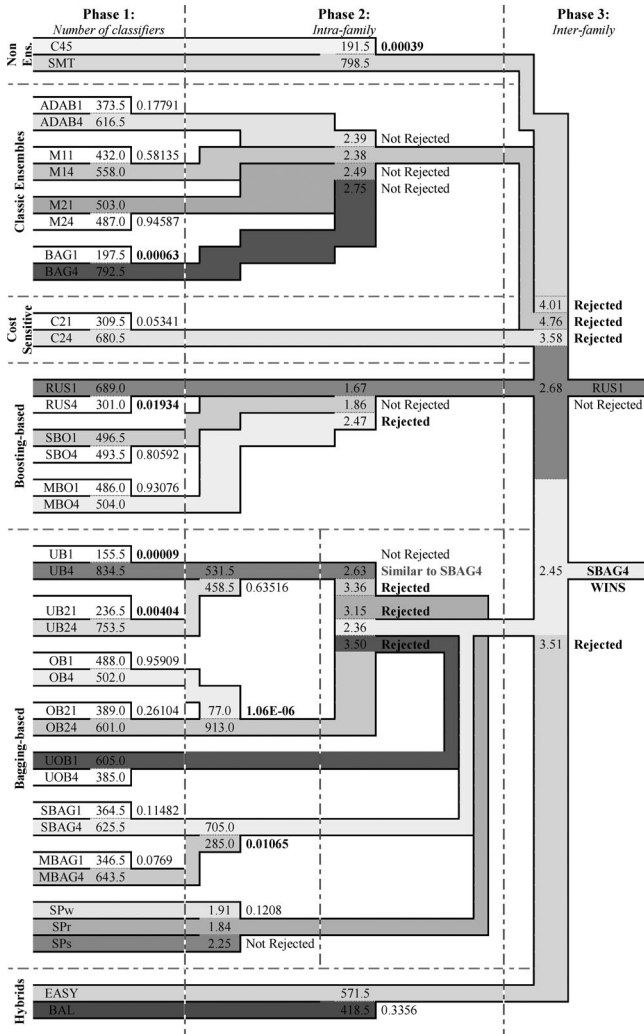 Phase 1: Phase 2: Phase 3:
Number of classifiers Intra-family Inter-family
Non Ens.
C45 191.5 0.00039
SMT 798.5
Classic Ensembles
ADAB1 373.5 0.17791
ADAB4 616.5
2.39 Not Rejected
M11 432.0 0.58135 2.38
M14 558.0 2.49 Not Rejected
2.75 Not Rejected
M21 503.0
M24 487.0 0.94587
BAG1 197.5 0.00063
BAG4 792.5
Cost Sensitive
4.01 Rejected
C21 309.5 0.05341 4.76 Rejected
C24 680.5 3.58 Rejected
Boosting-based
RUS1 689.0 1.67 2.68 RUS1
RUS4 301.0 0.01934 1.86 Not Rejected Not Rejected
2.47 Rejected
SBO1 496.5
SBO4 493.5 0.80592
MBO1 486.0 0.93076
MBO4 504.0
Bagging-based
UB1 155.5 0.00009 Not Rejected
UB4 834.5 531.5 2.63 Similar to SBAG4 2.45 SBAG4
458.5 0.63516 3.36 Rejected WINS
UB21 236.5 0.00404 3.15 Rejected
UB24 753.5 2.36
3.50 Rejected 3.51 Rejected
OB1 488.0 0.95909
OB4 502.0
OB21 389.0 0.26104 77.0 1.06E-06
OB24 601.0 913.0
UOB1 605.0
UOB4 385.0
SBAG1 364.5 0.11482
SBAG4 625.5 705.0
285.0 0.01065
MBAG1 346.5 0.0769
MBAG4 643.5
SPw 1.91 0.1208
SPr 1.84
SPs 2.25 Not Rejected
Hybrids
EASY 571.5
BAL 418.5 0.3356